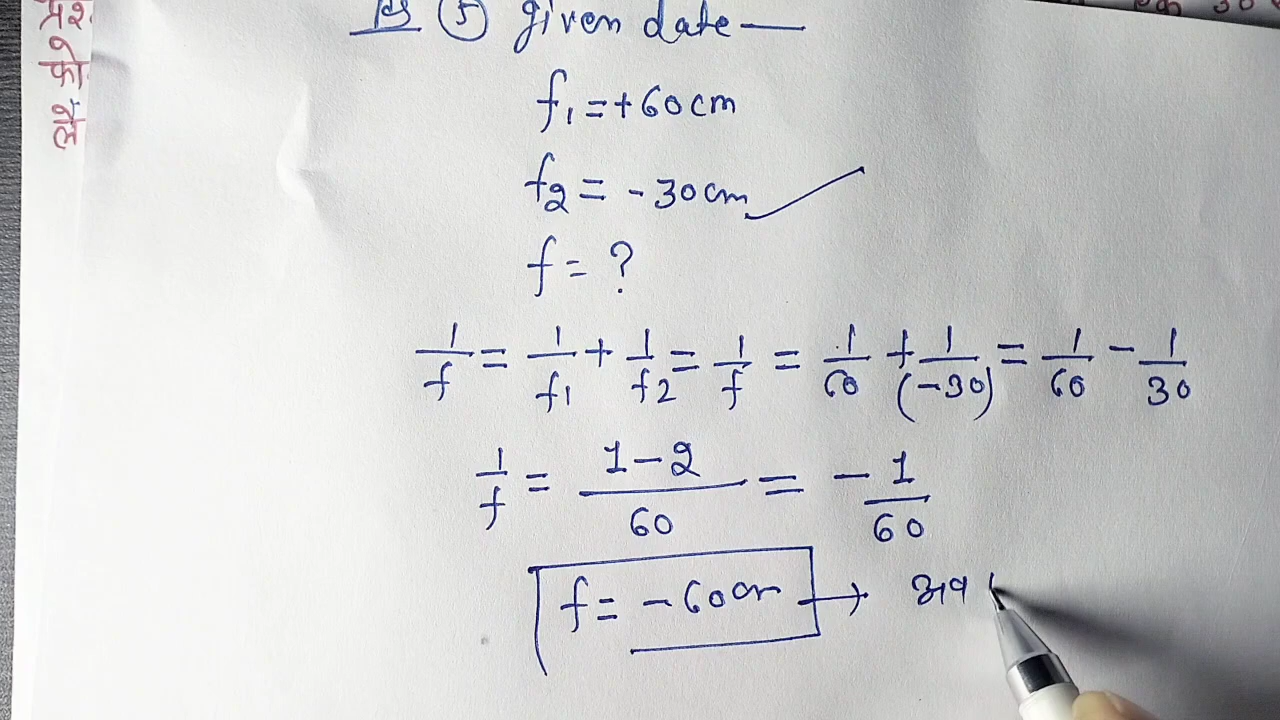 (5) given date —
f₁ = +60cm
f₂ = -30cm
f = ?
1/f = 1/f₁ + 1/f₂ = 1/f = 1/60 + 1/(-30) = 1/60 - 1/30
1/f = (1-2)/60 = -1/60
f = -60cm → अव